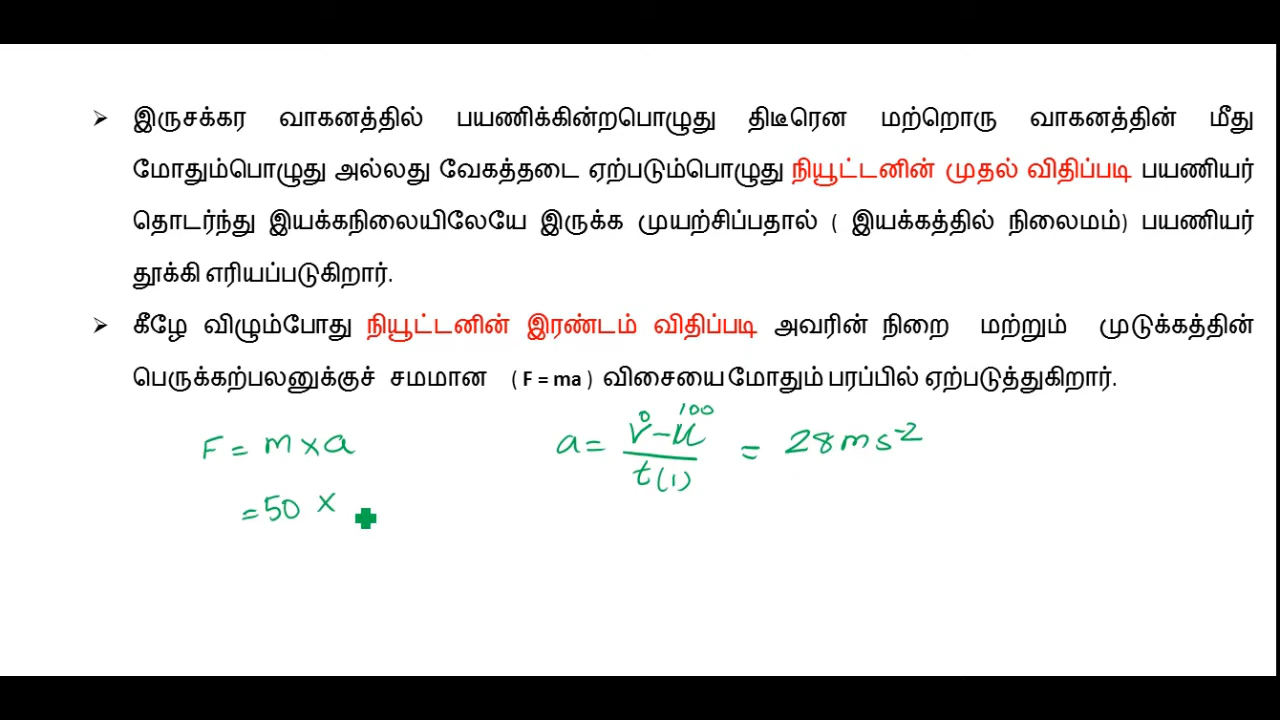 ➢ இருசக்கர வாகனத்தில் பயணிக்கின்றபொழுது திடீரென மற்றொரு வாகனத்தின் மீது
மோதும்பொழுது அல்லது வேகத்தடை ஏற்படும்பொழுது நியூட்டனின் முதல் விதிப்படி பயணியர்
தொடர்ந்து இயக்கநிலையிலேயே இருக்க முயற்சிப்பதால் ( இயக்கத்தில் நிலைமம்) பயணியர்
தூக்கி எரியப்படுகிறார்.
➢ கீழே விழும்போது நியூட்டனின் இரண்டம் விதிப்படி அவரின் நிறை மற்றும் முடுக்கத்தின்
பெருக்கற்பலனுக்குச் சமமான ( F = ma ) விசையை மோதும் பரப்பில் ஏற்படுத்துகிறார்.
0 100
F = m x a a = v - u = 28 m s⁻²
t (1)
= 50 x